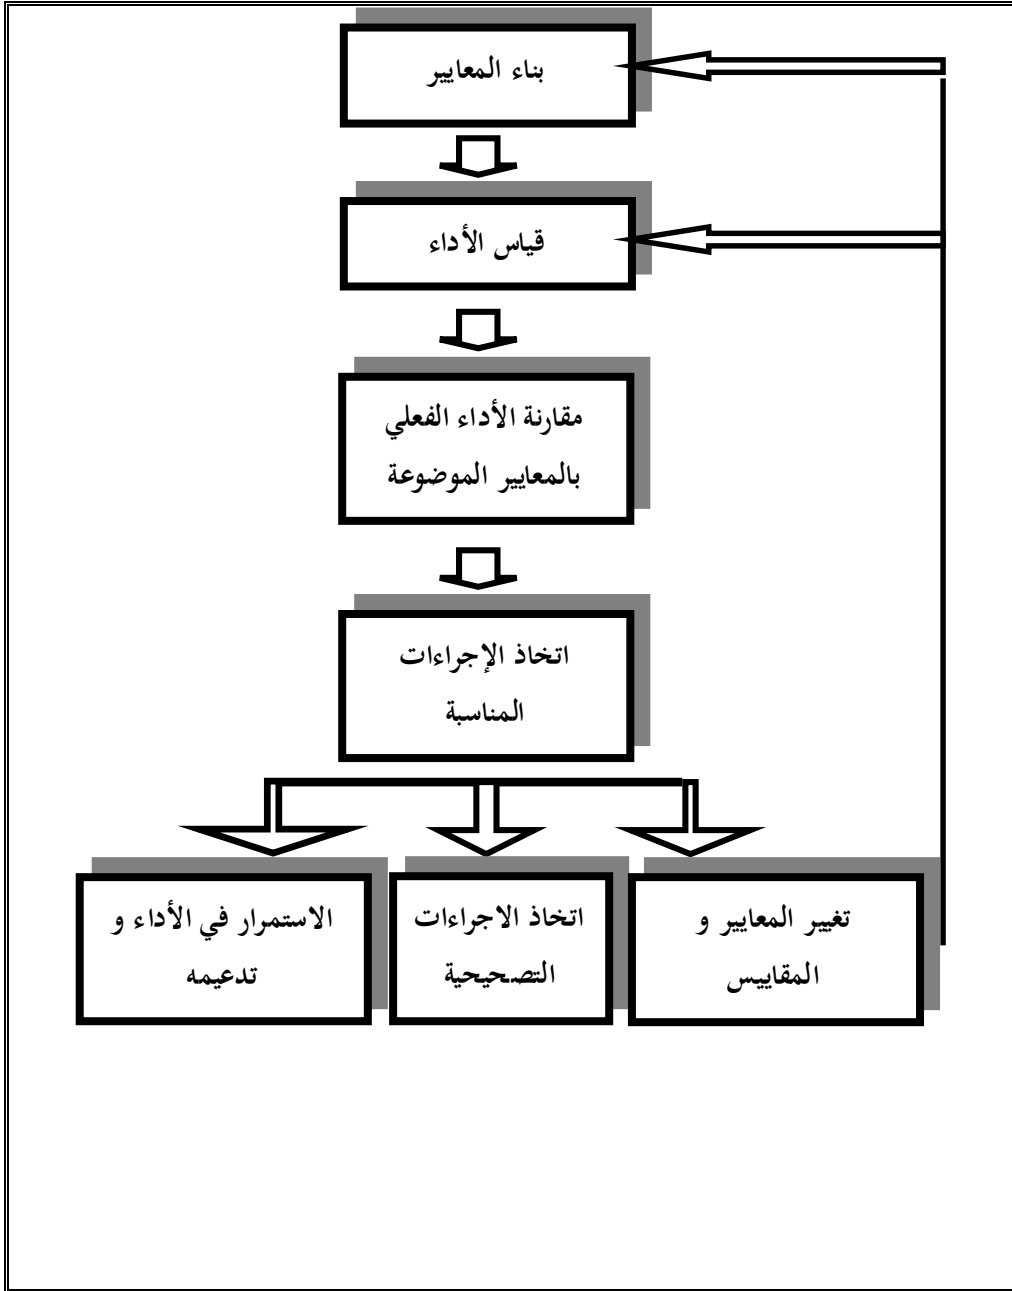 بناء المعايير
قياس الأداء
مقارنة الأداء الفعلي
بالمعايير الموضوعة
اتخاذ الإجراءات
المناسبة
تغيير المعايير و
المقاييس
اتخاذ الاجراءات
التصحيحية
الاستمرار في الأداء و
تدعيمه